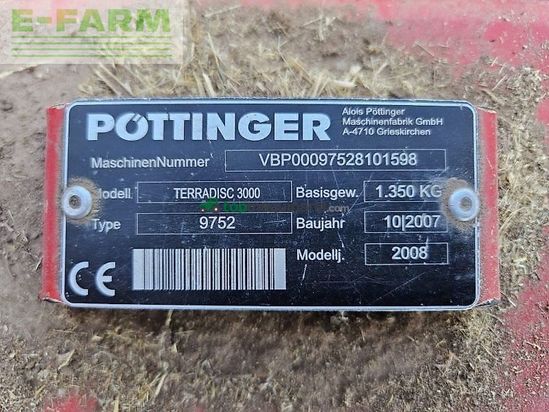 E-FARM
PÖTTINGER
Alois Pöttinger
Maschinenfabrik GmbH
A-4710 Grieskirchen
MaschinenNummer VBP00097528101598
Modell TERRADISC 3000 Basisgew. 1.350 KG
Type 9752 Baujahr 10|2007
Modellj. 2008
CE